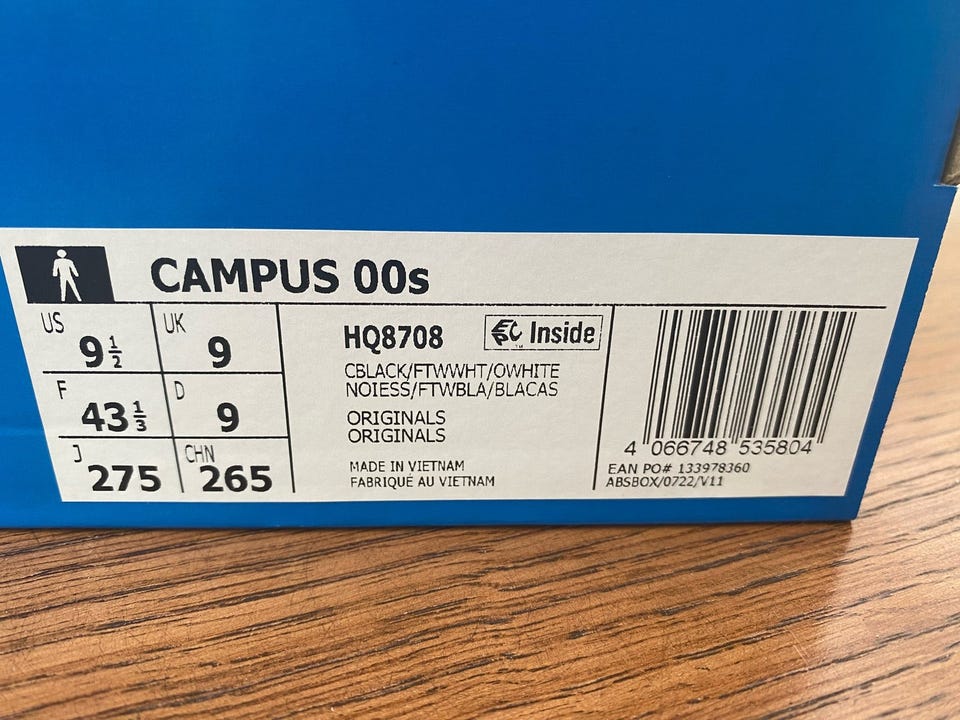 CAMPUS 00s
US 9½ UK 9
F 43⅓ D 9
J 275 CHN 265
HQ8708 Inside
CBLACK/FTWWHT/OWHITE
NOIESS/FTWBLA/BLACAS
ORIGINALS
ORIGINALS
MADE IN VIETNAM
FABRIQUÉ AU VIETNAM
4 066748 535804
EAN PO# 133978360
ABSBOX/0722/V11